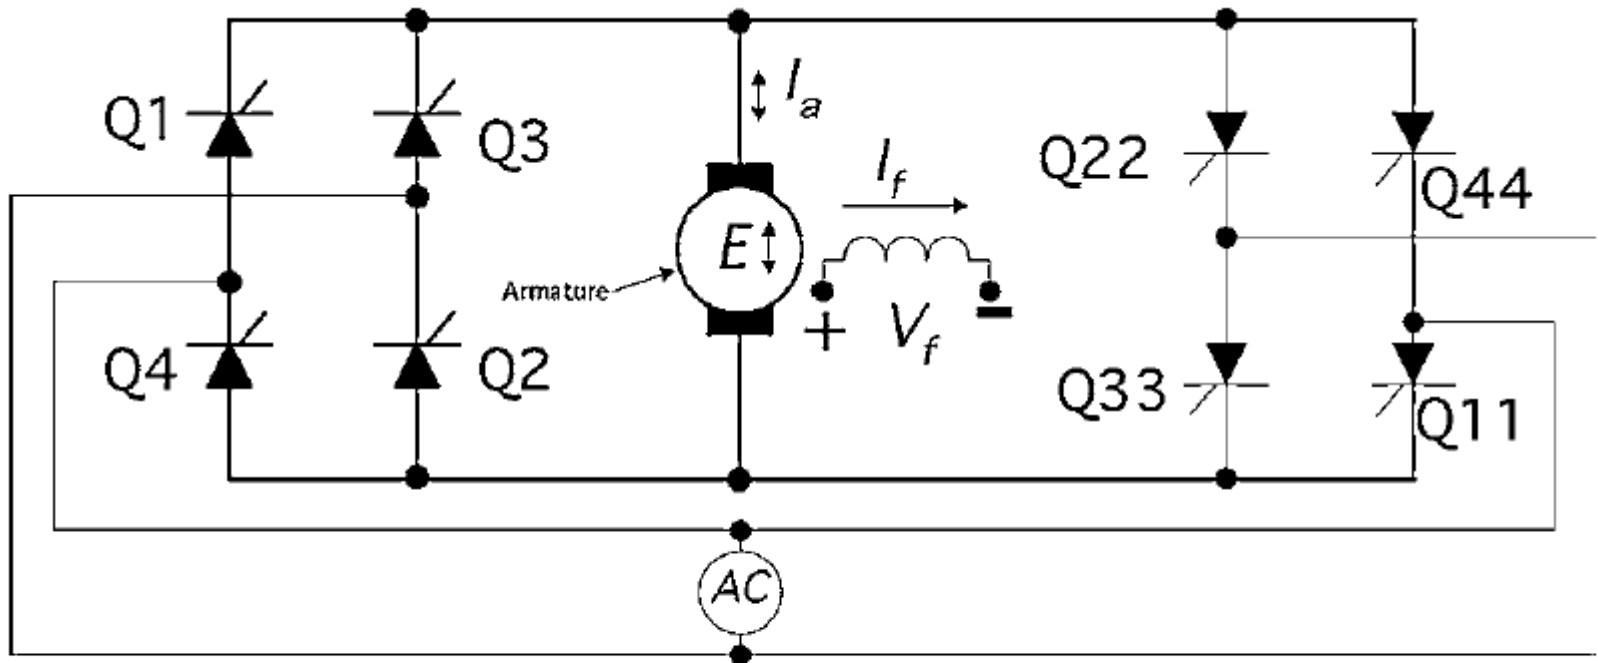 Q1
Q3
I_a
Q22
Q44
I_f
E
Armature
+
V_f
-
Q4
Q2
Q33
Q11
AC